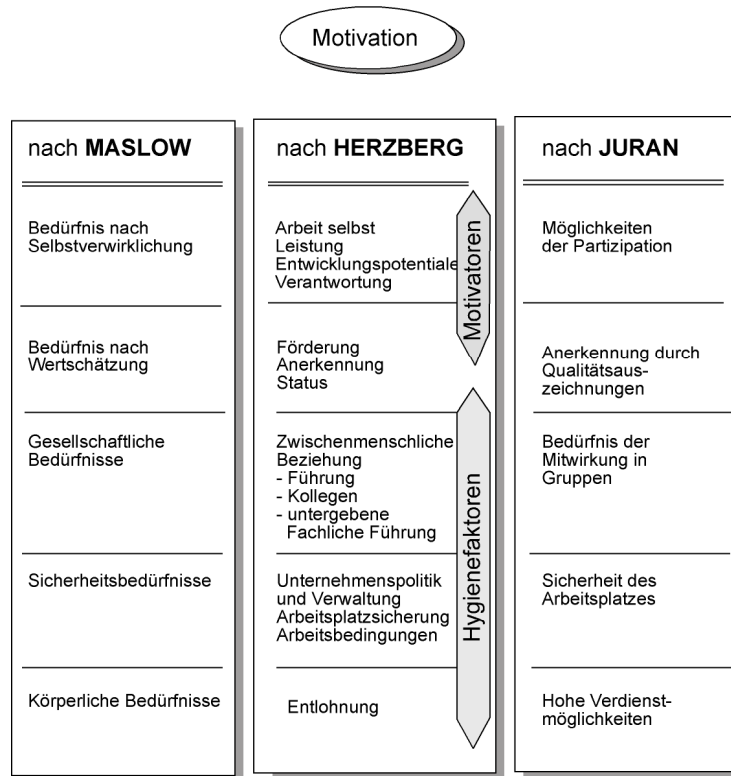 Motivation
nach MASLOW
Bedürfnis nach
Selbstverwirklichung
Bedürfnis nach
Wertschätzung
Gesellschaftliche
Bedürfnisse
Sicherheitsbedürfnisse
Körperliche Bedürfnisse
nach HERZBERG
Arbeit selbst
Leistung
Entwicklungspotentiale
Verantwortung
Förderung
Anerkennung
Status
Zwischenmenschliche
Beziehung
- Führung
- Kollegen
- untergebene
Fachliche Führung
Unternehmenspolitik
und Verwaltung
Arbeitsplatzsicherung
Arbeitsbedingungen
Entlohnung
Motivatoren
Hygienefaktoren
nach JURAN
Möglichkeiten
der Partizipation
Anerkennung durch
Qualitätsaus-
zeichnungen
Bedürfnis der
Mitwirkung in
Gruppen
Sicherheit des
Arbeitsplatzes
Hohe Verdienst-
möglichkeiten